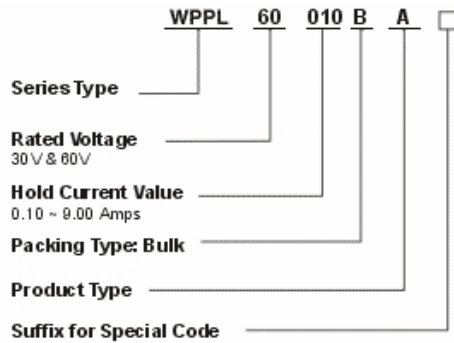 WPPL 60 010 B A
Series Type
Rated Voltage
30V & 60V
Hold Current Value
0.10 ~ 9.00 Amps
Packing Type: Bulk
Product Type
Suffix for Special Code